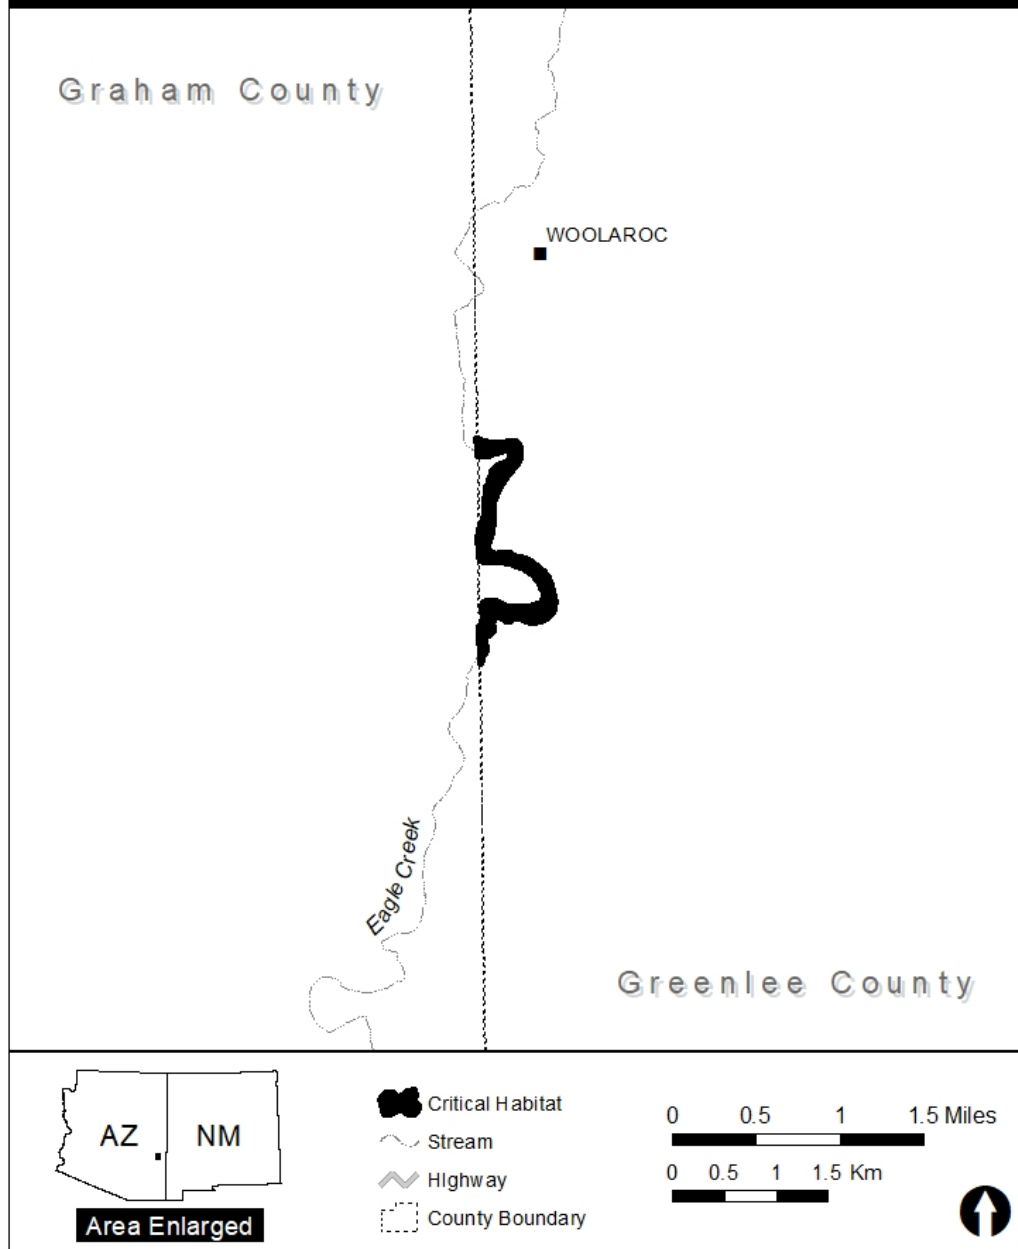 Graham County
WOOLAROC
Eagle Creek
Greenlee County
AZ
NM
Area Enlarged
Critical Habitat
Stream
HIghway
County Boundary
0 0.5 1 1.5 Miles
0 0.5 1 1.5 Km